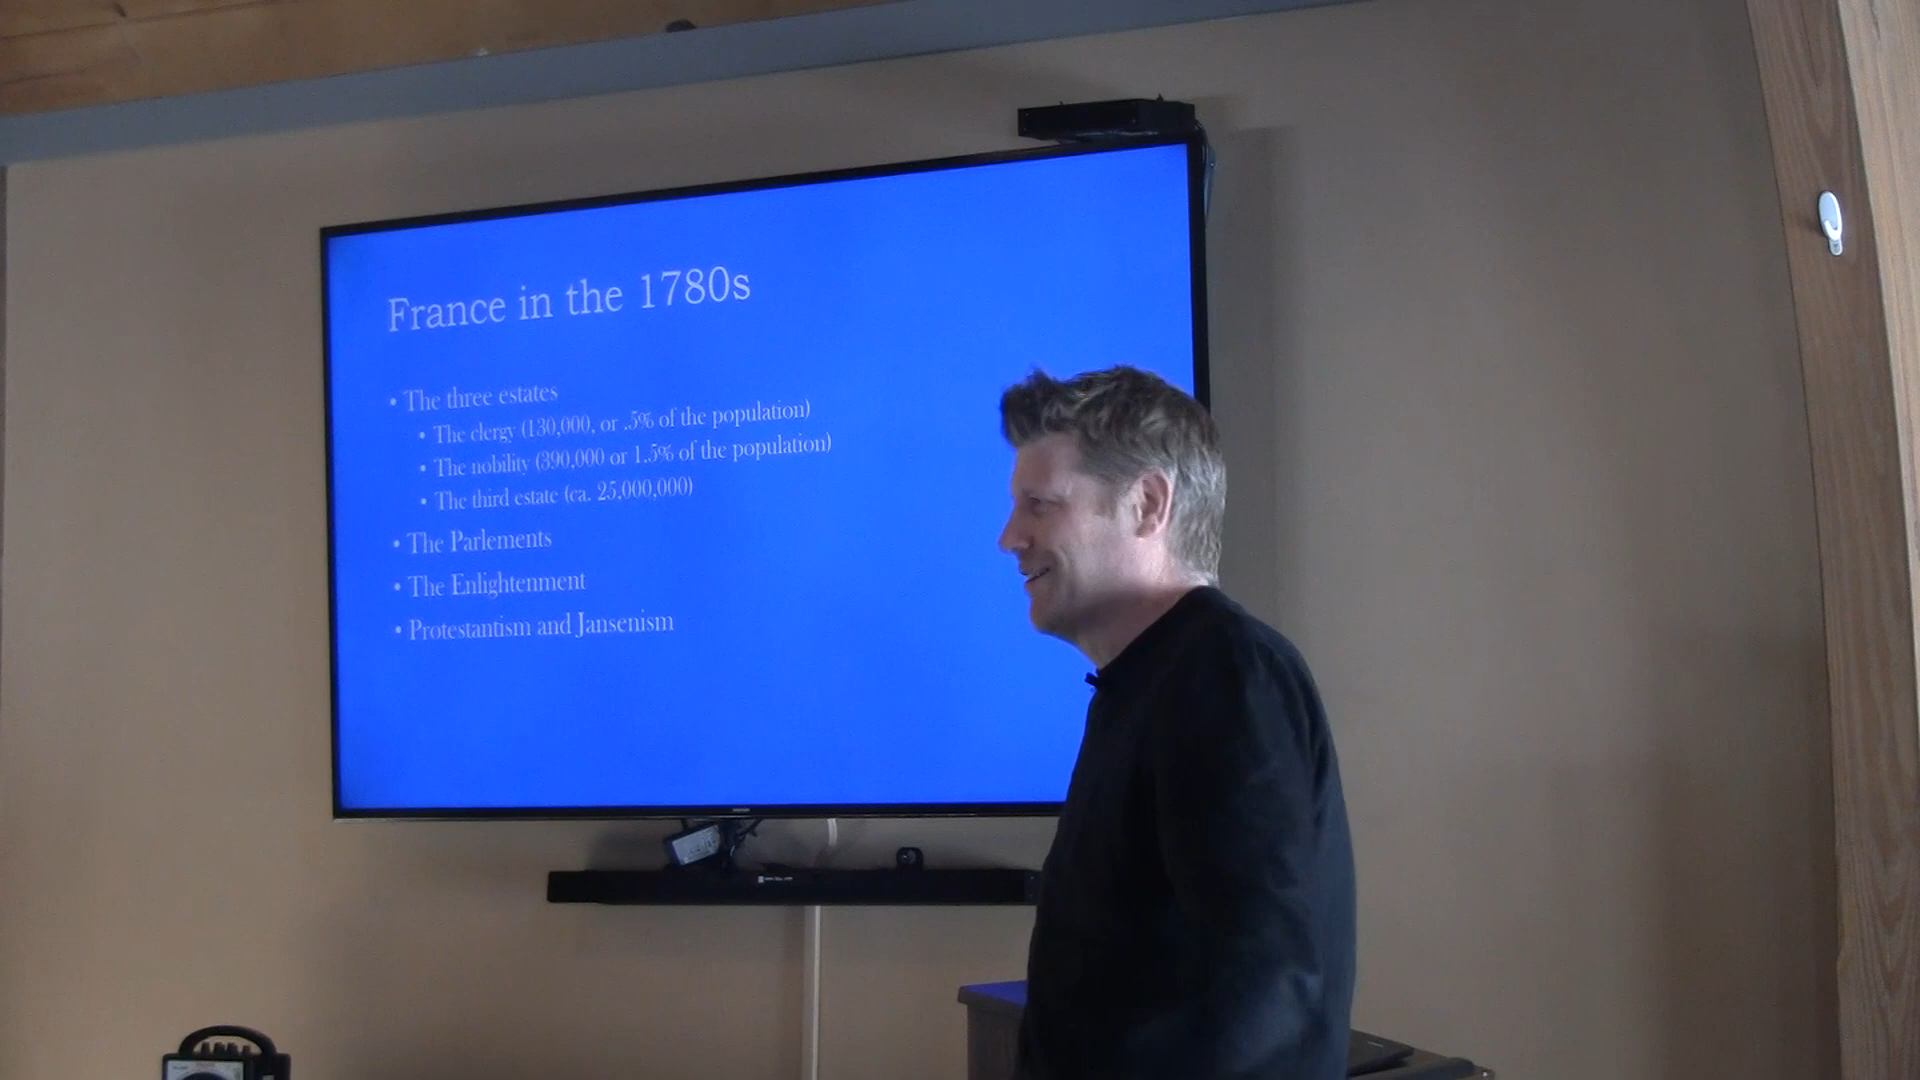 France in the 1780s
• The three estates
• The clergy (130,000, or .5% of the population)
• The nobility (390,000 or 1.5% of the population)
• The third estate (ca. 25,000,000)
• The Parlements
• The Enlightenment
• Protestantism and Jansenism